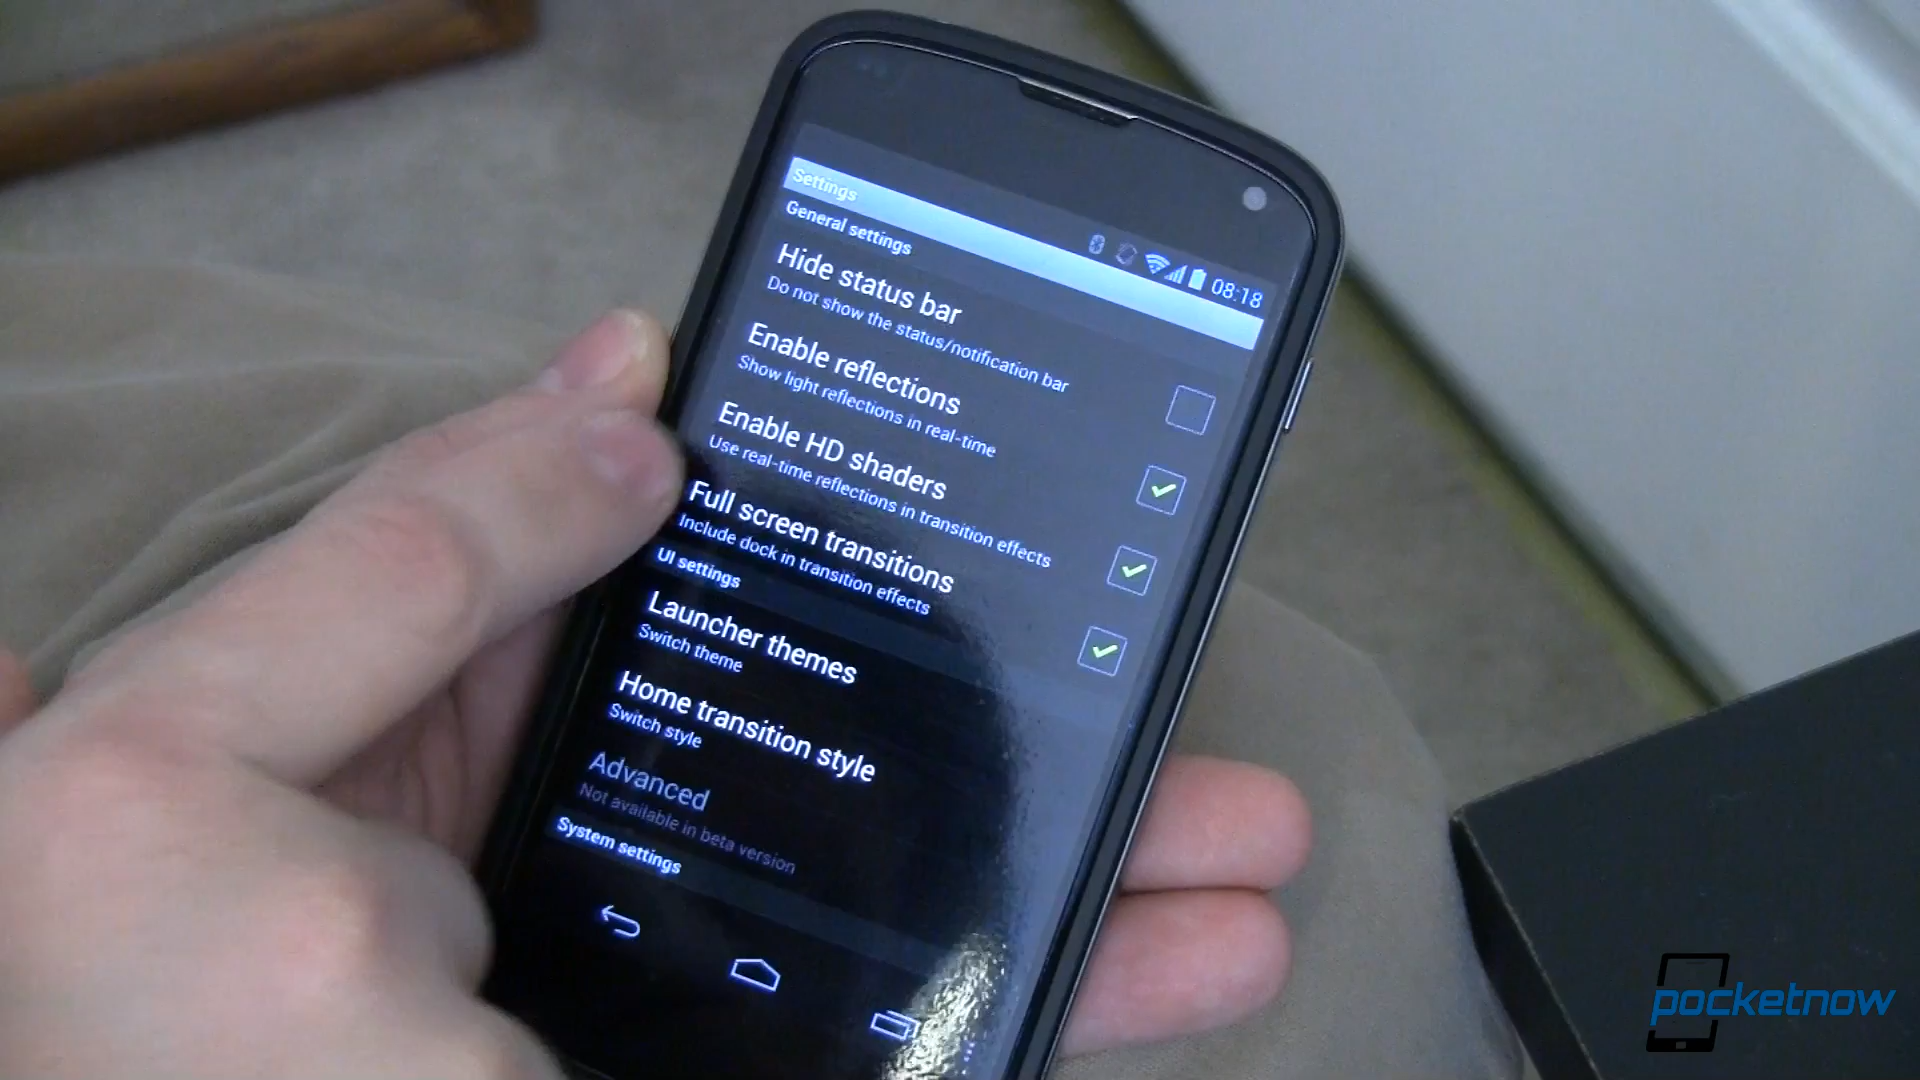 08:18
Settings
General settings
Hide status bar
Do not show the status/notification bar
Enable reflections
Show light reflections in real-time
Enable HD shaders
Use real-time reflections in transition effects
Full screen transitions
Include dock in transition effects
UI settings
Launcher themes
Switch theme
Home transition style
Switch style
Advanced
Not available in beta version
System settings
pocketnow